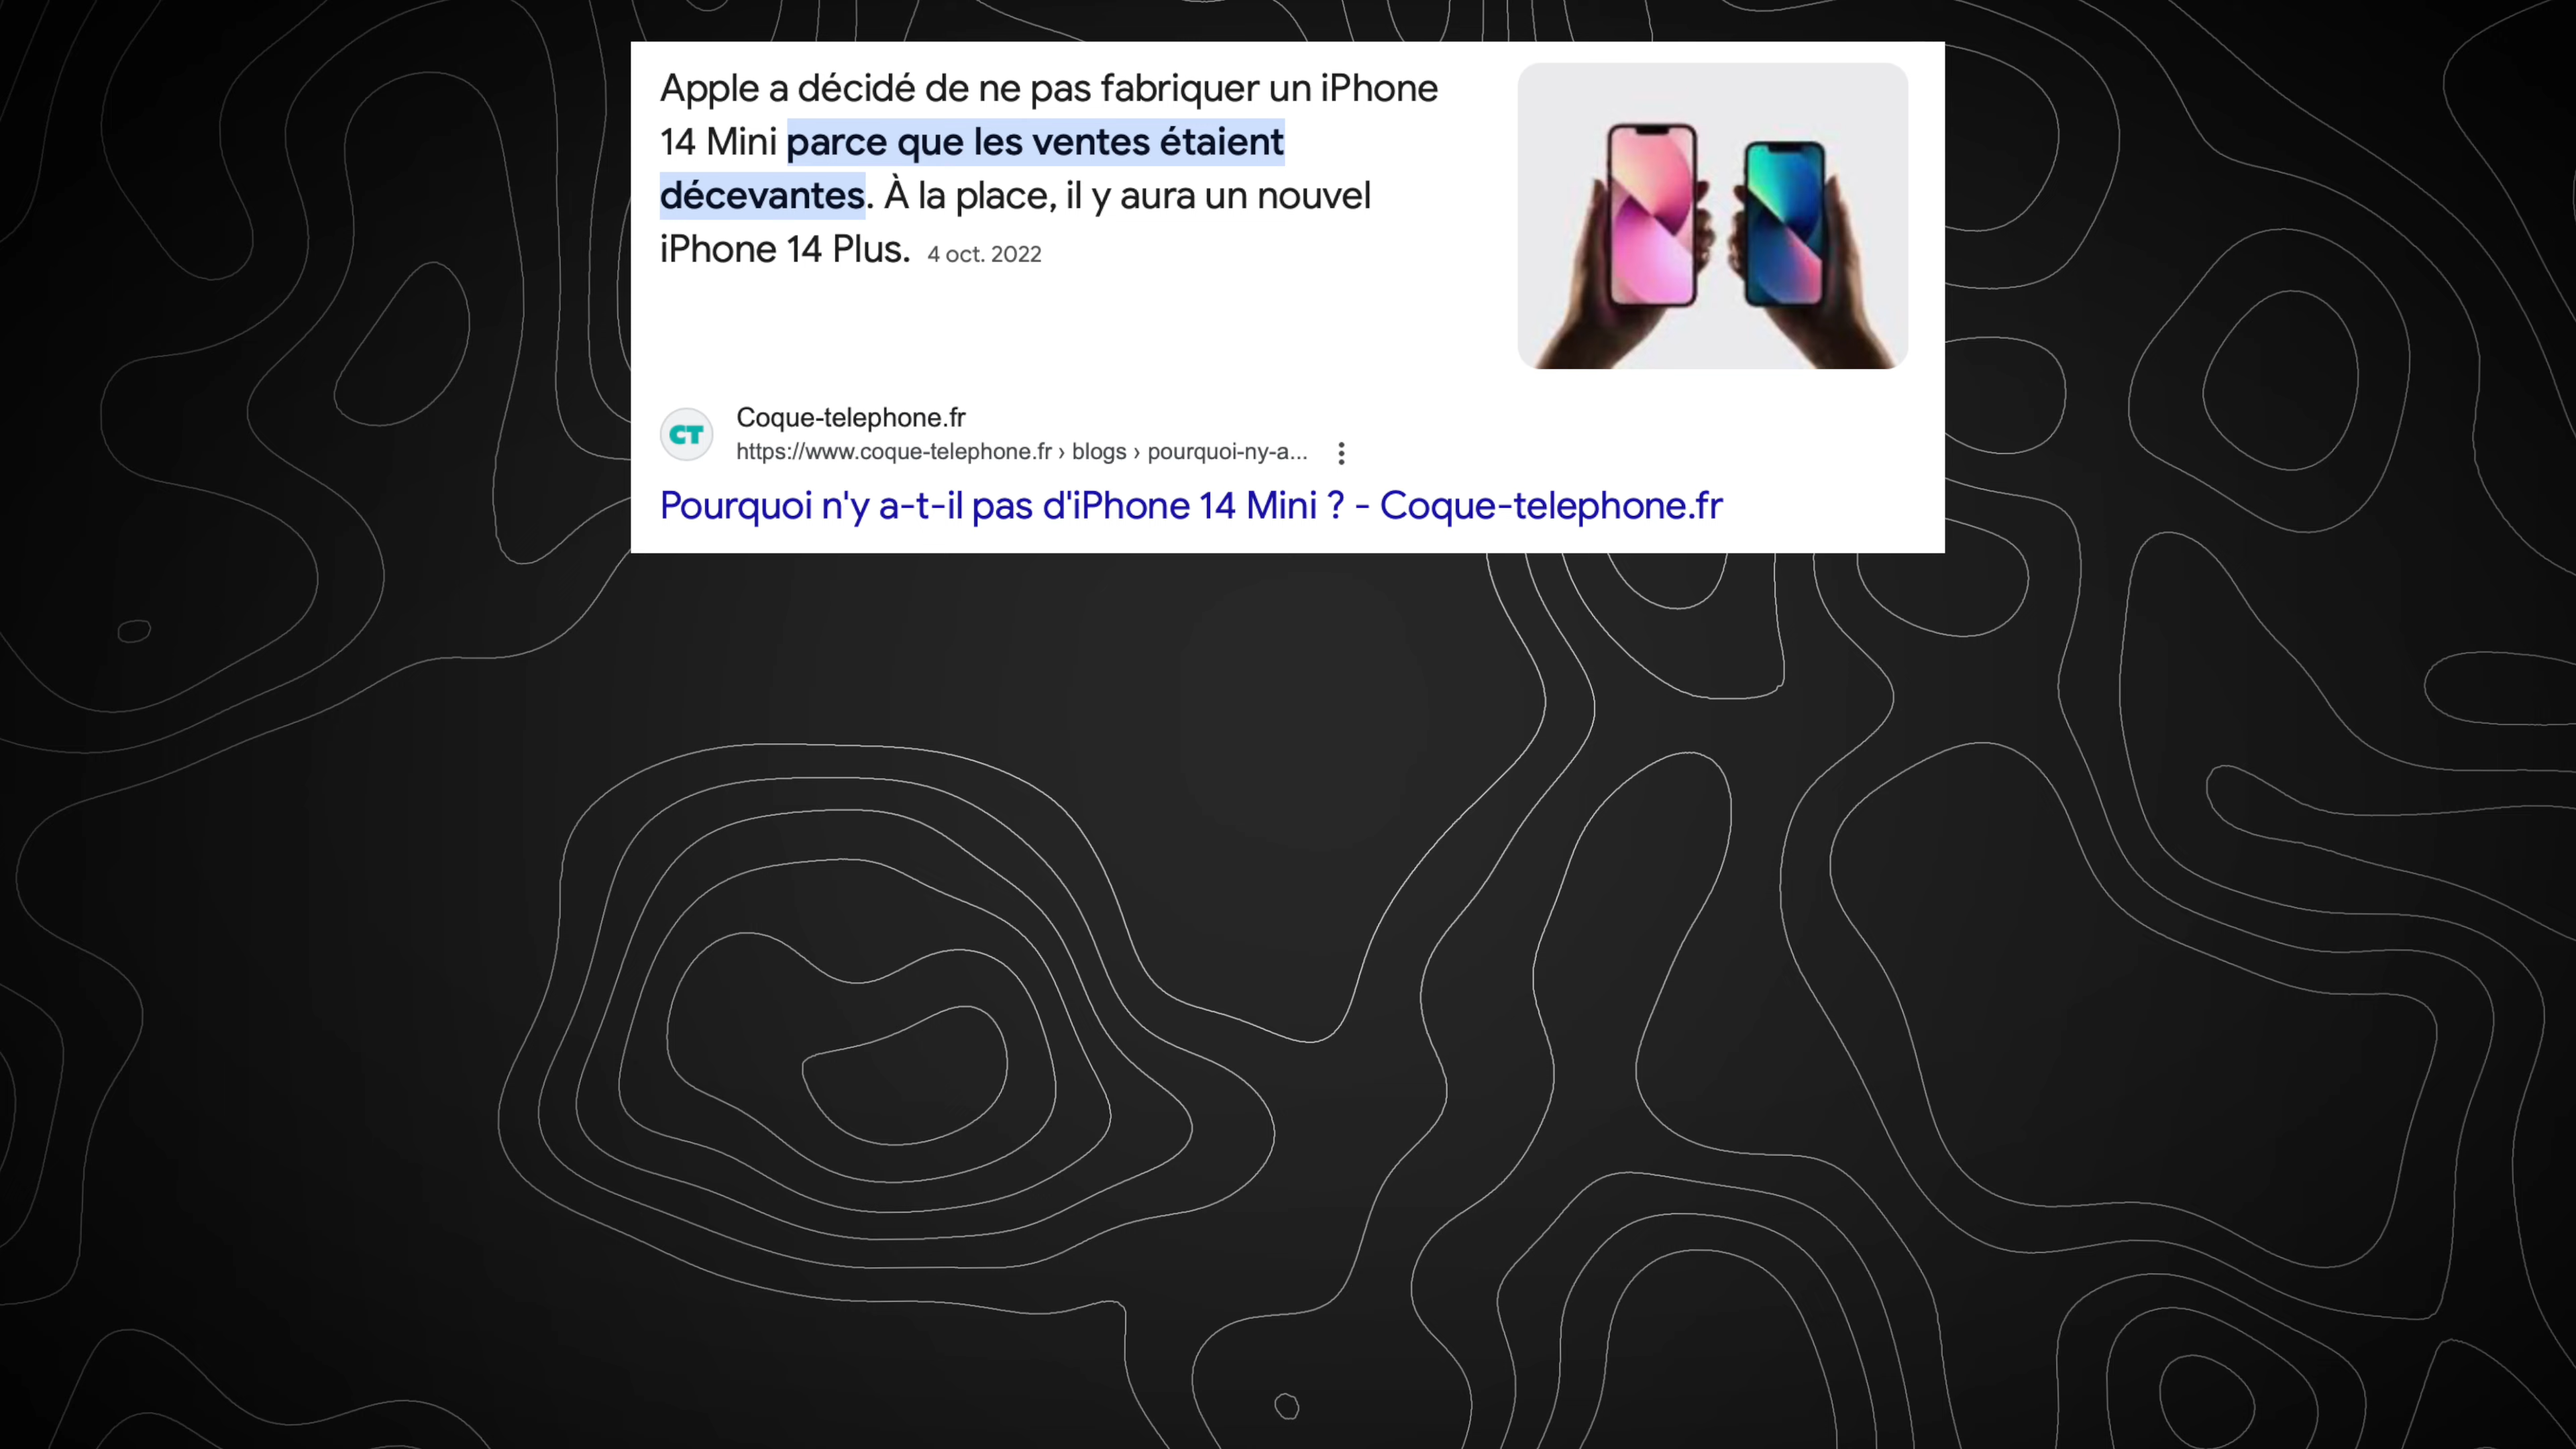 Apple a décidé de ne pas fabriquer un iPhone
14 Mini parce que les ventes étaient
décevantes. À la place, il y aura un nouvel
iPhone 14 Plus. 4 oct. 2022
CT
Coque-telephone.fr
https://www.coque-telephone.fr › blogs › pourquoi-ny-a...
Pourquoi n'y a-t-il pas d'iPhone 14 Mini ? - Coque-telephone.fr